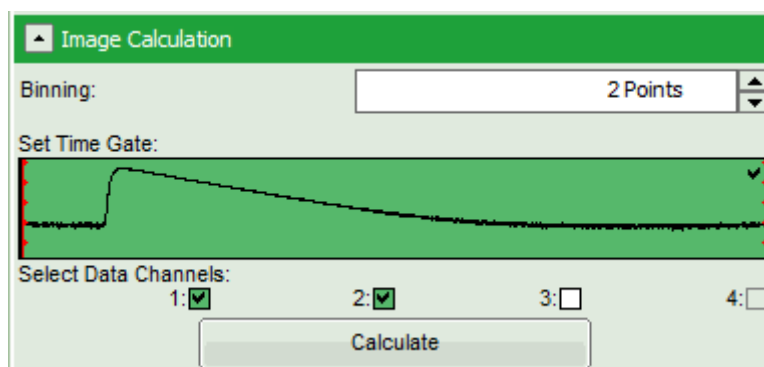 Image Calculation
Binning: 2 Points
Set Time Gate:
Select Data Channels:
1: 2: 3: 4:
Calculate